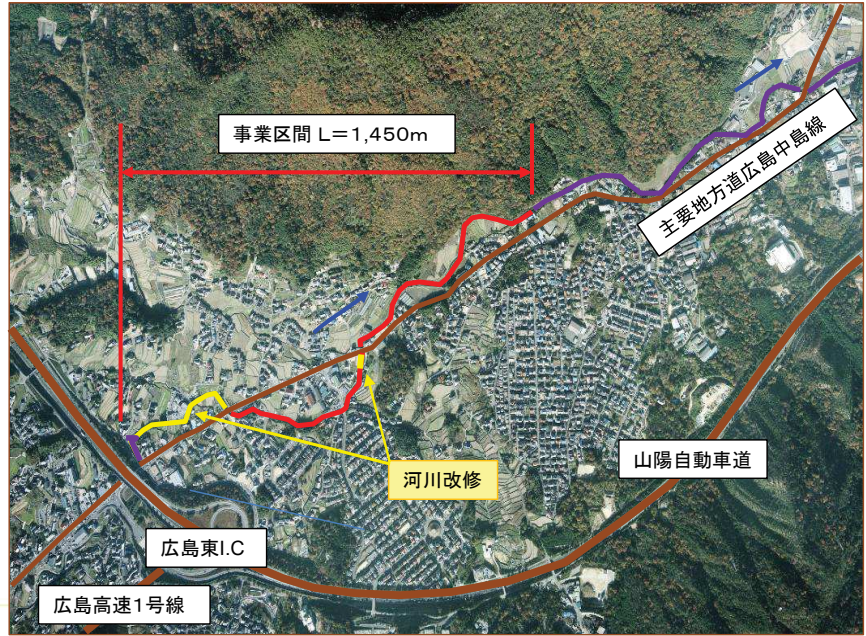 事業区間 L=1,450m
主要地方道広島中島線
河川改修
山陽自動車道
広島東I.C
広島高速1号線